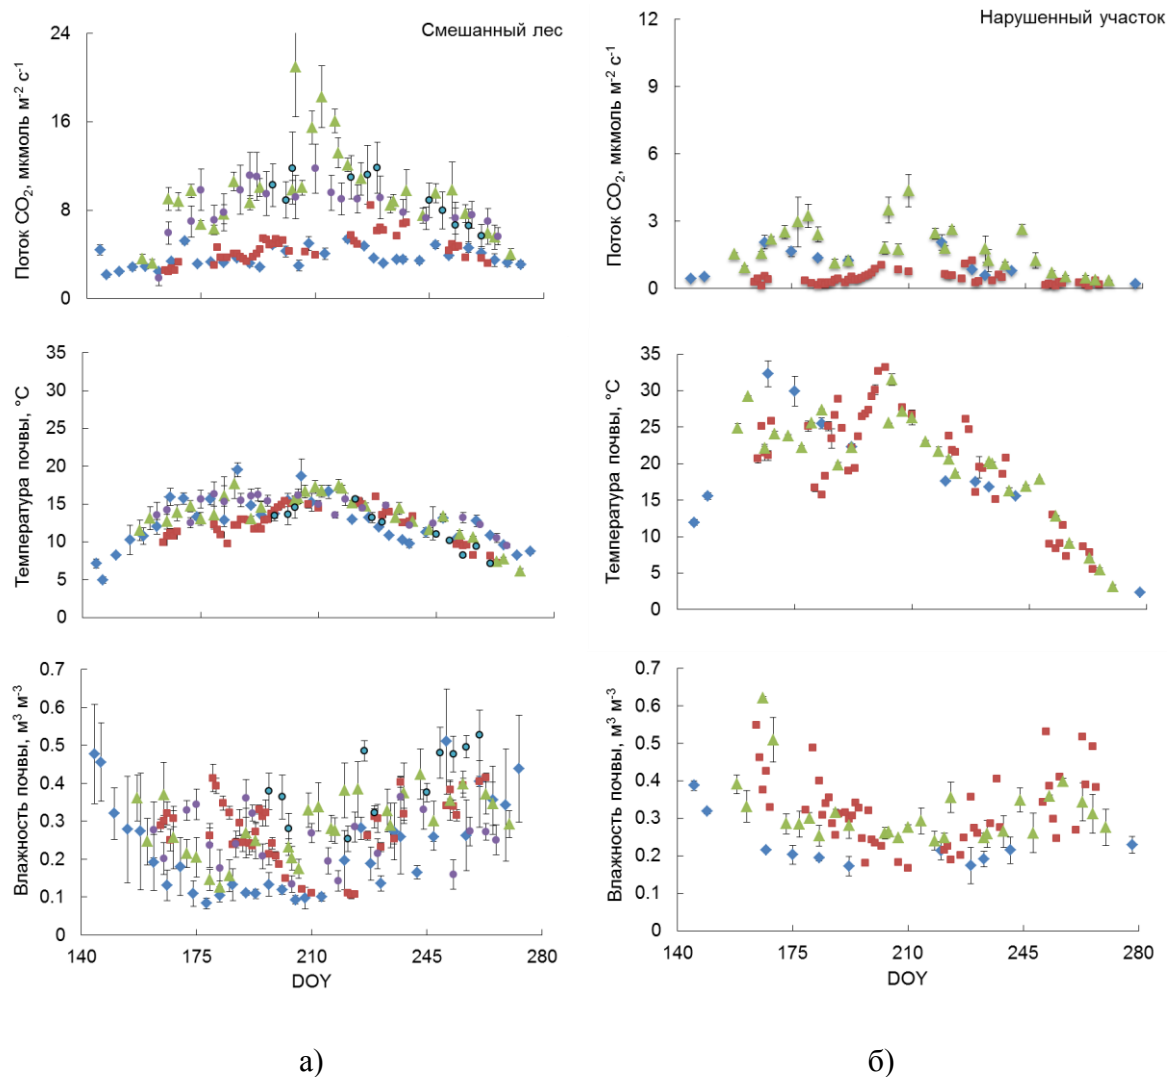 Смешанный лес
Поток CO2, мкмоль м-2 с-1
24
16
8
0
Температура почвы, °C
35
30
25
20
15
10
5
0
Влажность почвы, м3 м-3
0.7
0.6
0.5
0.4
0.3
0.2
0.1
0
140 175 210 245 280
DOY
а)
Нарушенный участок
Поток CO2, мкмоль м-2 с-1
12
9
6
3
0
Температура почвы, °C
35
30
25
20
15
10
5
0
Влажность почвы, м3 м-3
0.7
0.6
0.5
0.4
0.3
0.2
0.1
0
140 175 210 245 280
DOY
б)